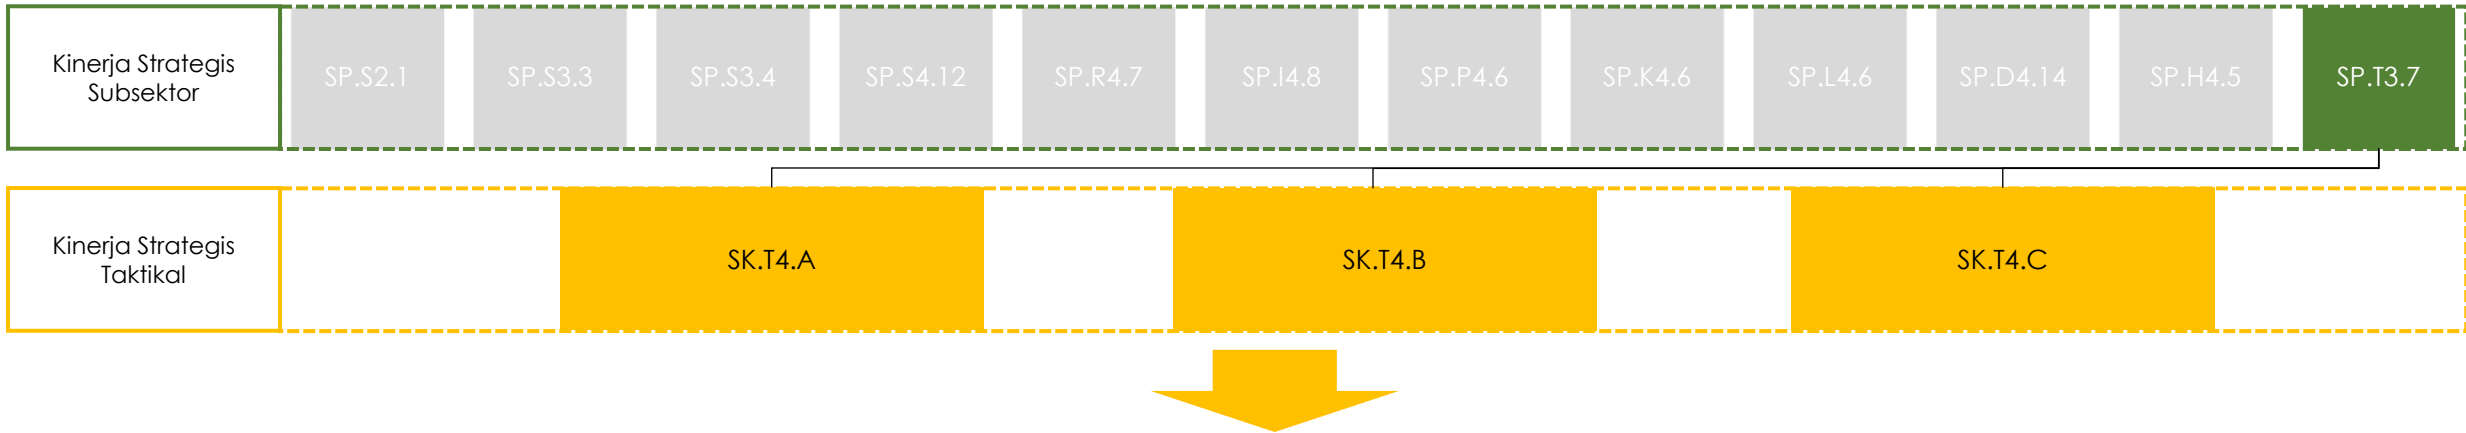 Kinerja Strategis
Subsektor
SP.S2.1
SP.S3.3
SP.S3.4
SP.S4.12
SP.R4.7
SP.I4.8
SP.P4.6
SP.K4.6
SP.L4.6
SP.D4.14
SP.H4.5
SP.T3.7
Kinerja Strategis
Taktikal
SK.T4.A
SK.T4.B
SK.T4.C